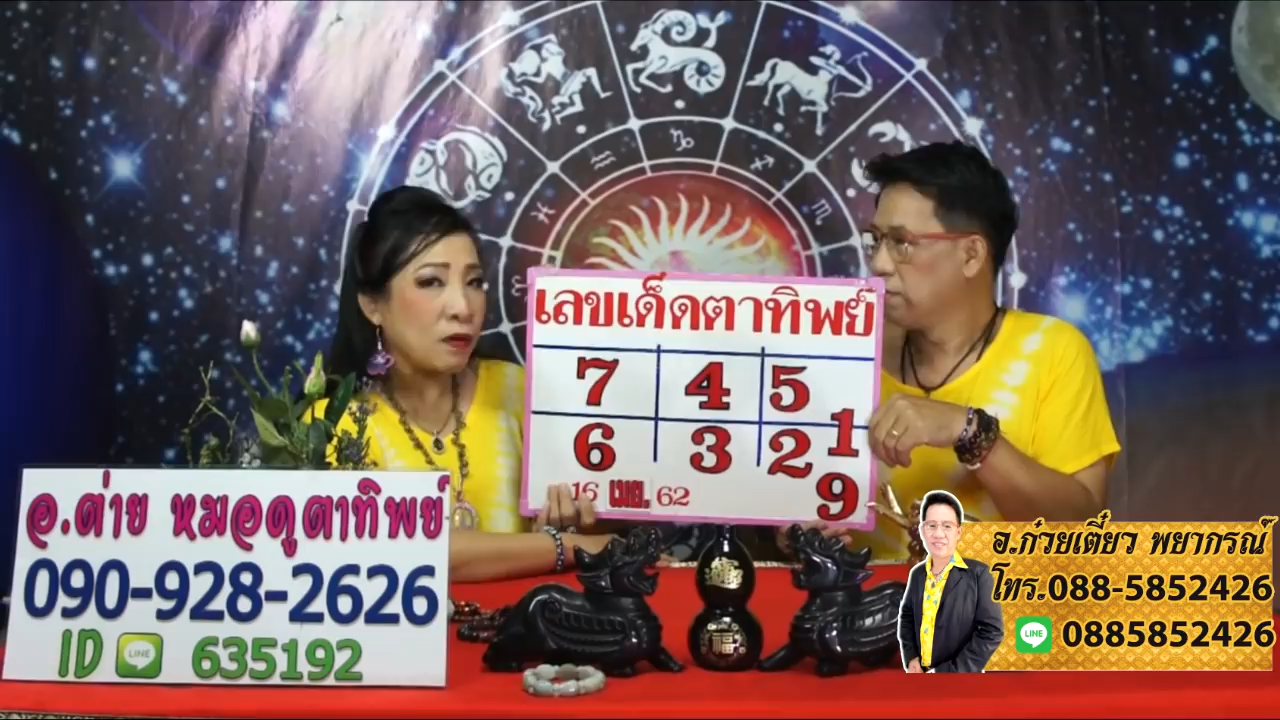 เลขเด็ดตาทิพย์
7 4 5
1
6 3 2
9
16 เมย. 62
อ.ต่าย หมอดูตาทิพย์
090-928-2626
ID LINE 635192
อ.ก๋วยเตี๋ยว พยากรณ์
โทร.088-5852426
LINE 0885852426
福